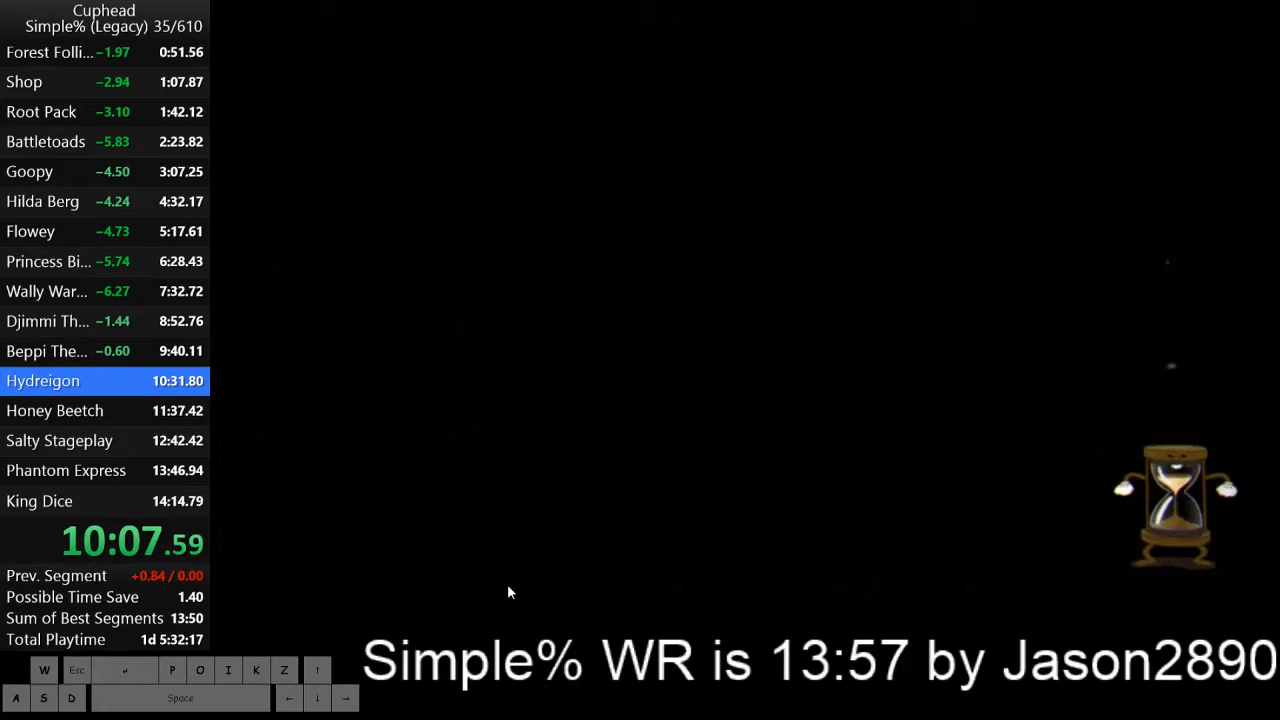 Cuphead
Simple% (Legacy) 35/610
Forest Folli... −1.97 0:51.56
Shop −2.94 1:07.87
Root Pack −3.10 1:42.12
Battletoads −5.83 2:23.82
Goopy −4.50 3:07.25
Hilda Berg −4.24 4:32.17
Flowey −4.73 5:17.61
Princess Bi... −5.74 6:28.43
Wally War... −6.27 7:32.72
Djimmi Th... −1.44 8:52.76
Beppi The... −0.60 9:40.11
Hydreigon 10:31.80
Honey Beetch 11:37.42
Salty Stageplay 12:42.42
Phantom Express 13:46.94
King Dice 14:14.79
10:07.59
Prev. Segment +0.84 / 0.00
Possible Time Save 1.40
Sum of Best Segments 13:50
Total Playtime 1d 5:32:17
W Esc ↵ P O I K Z ↑
A S D Space ← ↓ →
Simple% WR is 13:57 by Jason2890